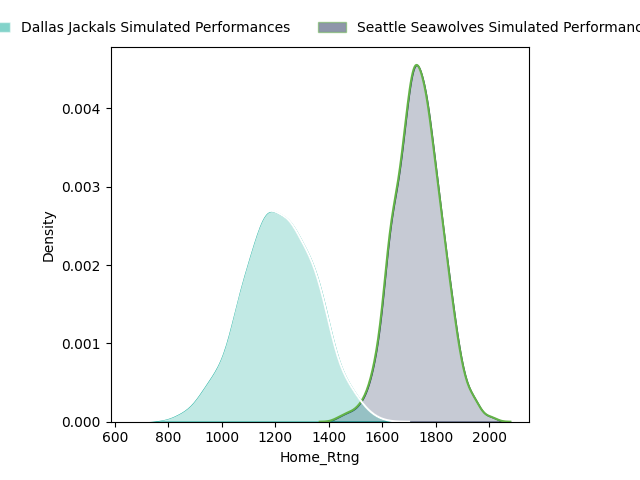 Dallas Jackals Simulated Performances
Seattle Seawolves Simulated Performanc
0.004
0.003
0.002
0.001
0.000
Density
600 800 1000 1200 1400 1600 1800 2000
Home_Rtng